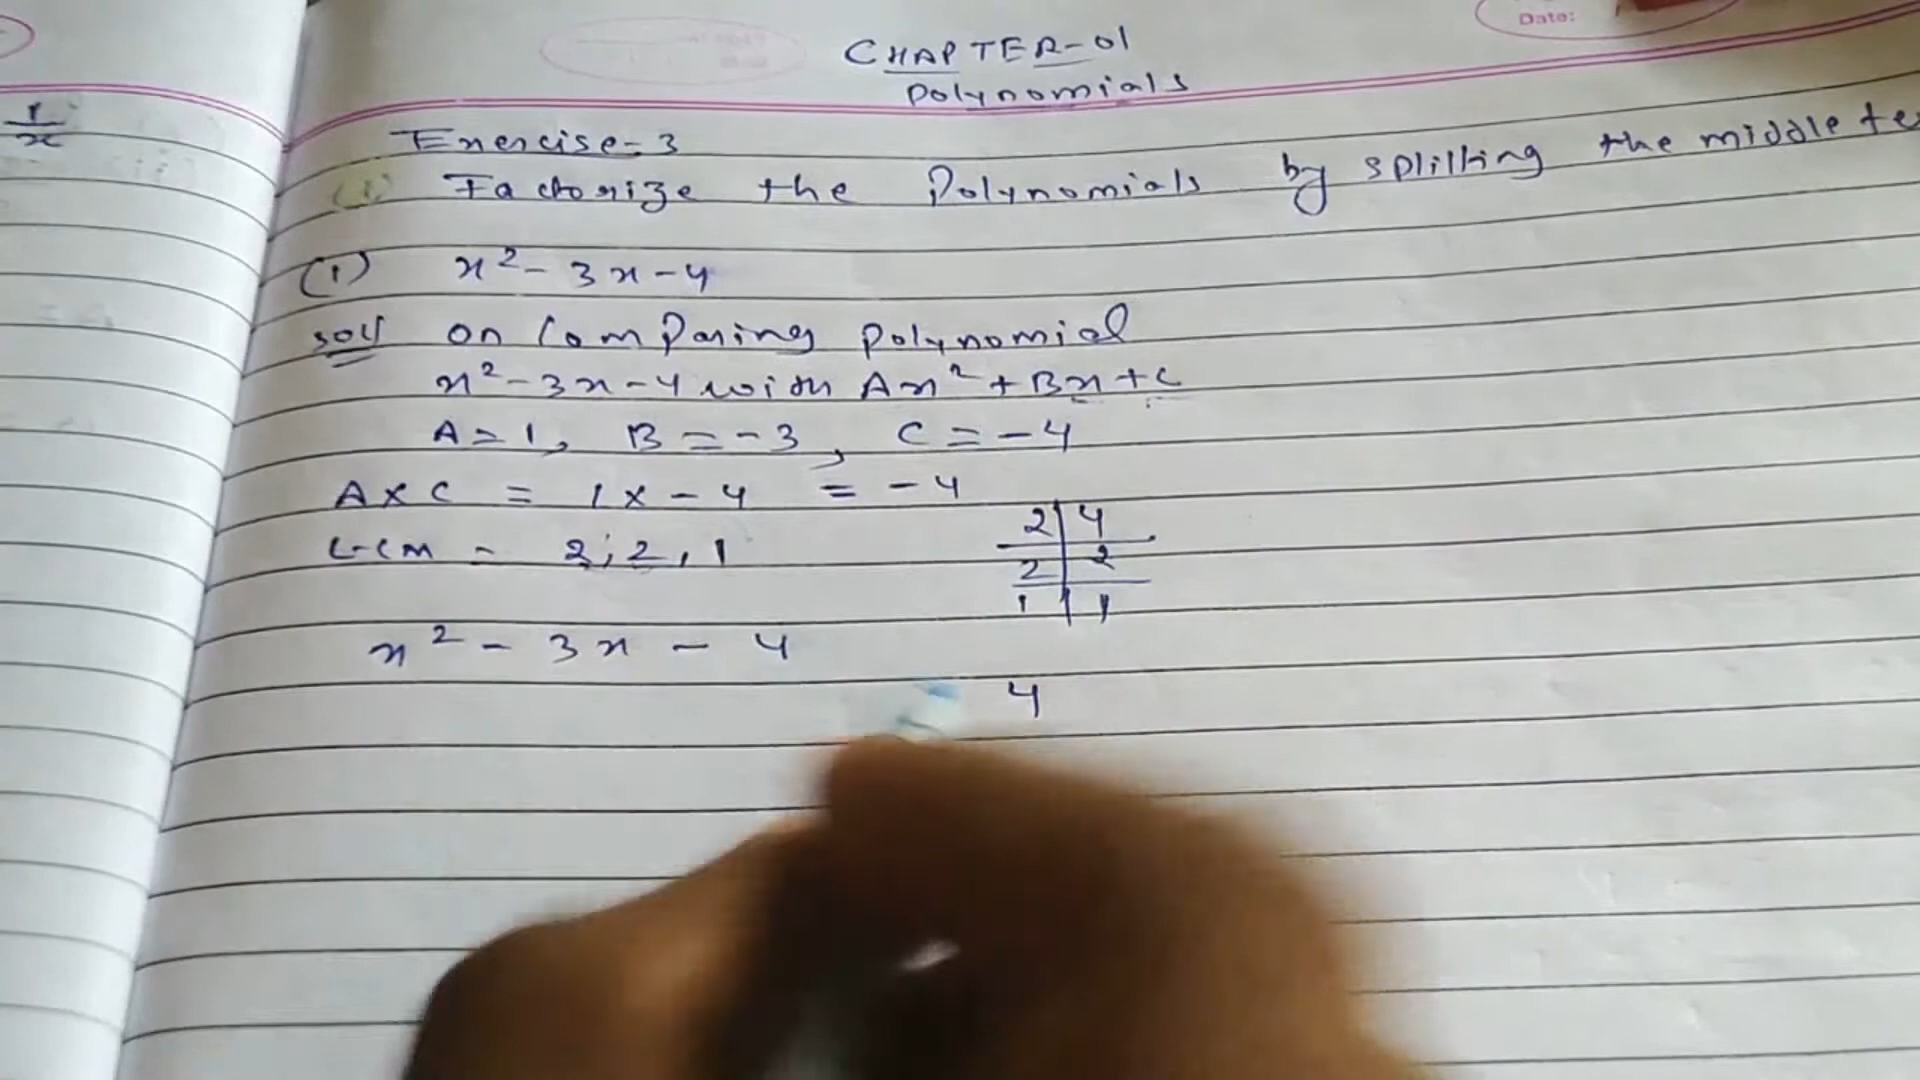 Date:
CHAPTER-01
Polynomials
1
x
Exercise-3
(1) Factorize the Polynomials by splitting the middle te
(1) x² - 3x - 4
Sol On Comparing Polynomial
x² - 3x - 4 with Ax² + Bx + C
A = 1, B = -3, C = -4
A × C = 1 × - 4 = - 4
LCM - 2, 2, 1
2 | 4
2 | 2
1 | 1
x² - 3x - 4
4